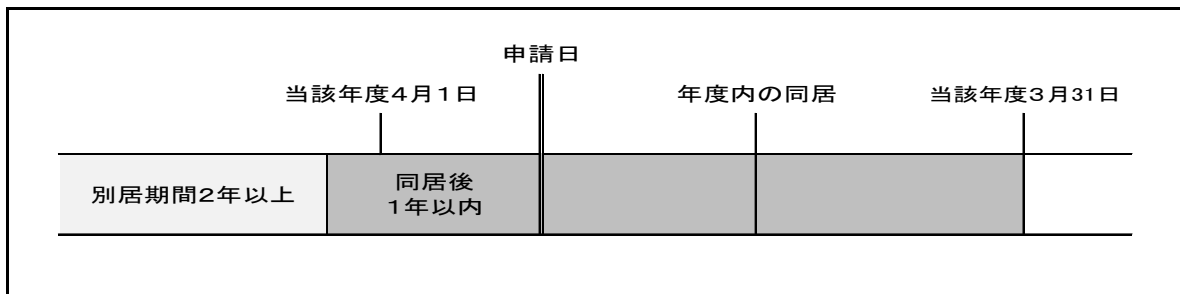 申請日
当該年度4月1日
年度内の同居
当該年度3月31日
別居期間2年以上
同居後
1年以内